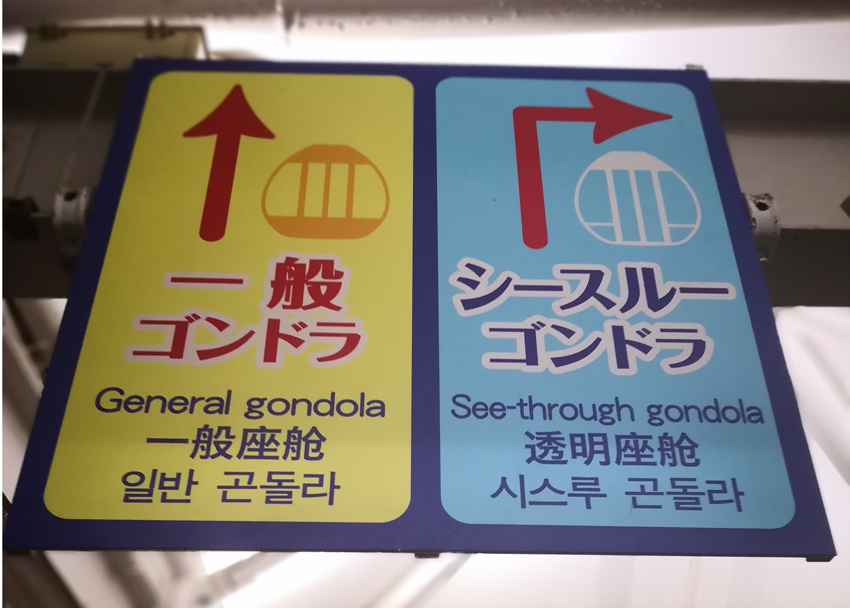 一般
ゴンドラ
General gondola
一般座舱
일반 곤돌라
シースルー
ゴンドラ
See-through gondola
透明座舱
시스루 곤돌라